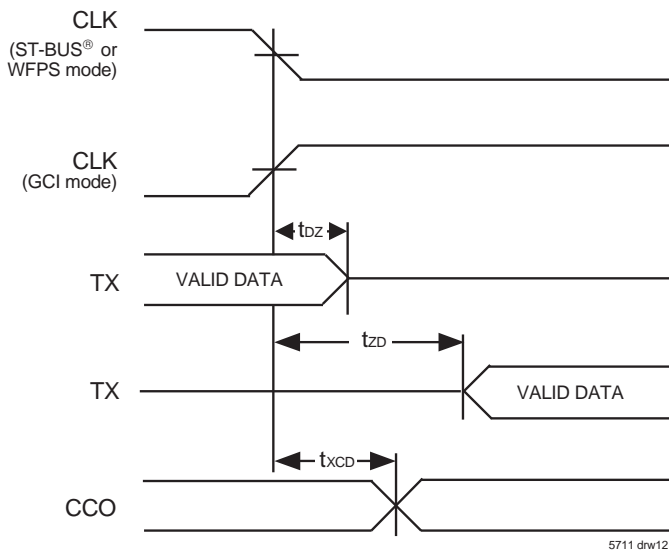 CLK
(ST-BUS® or
WFPS mode)
CLK
(GCI mode)
tDZ
TX
VALID DATA
tZD
TX
VALID DATA
tXCD
CCO
5711 drw12